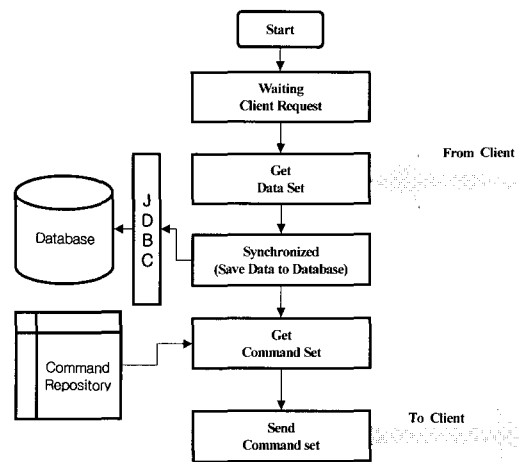 Start
Waiting
Client Request
From Client
Get
Data Set
J
D
B
C
Database
Synchronized
(Save Data to Database)
Get
Command Set
Command
Repository
To Client
Send
Command set